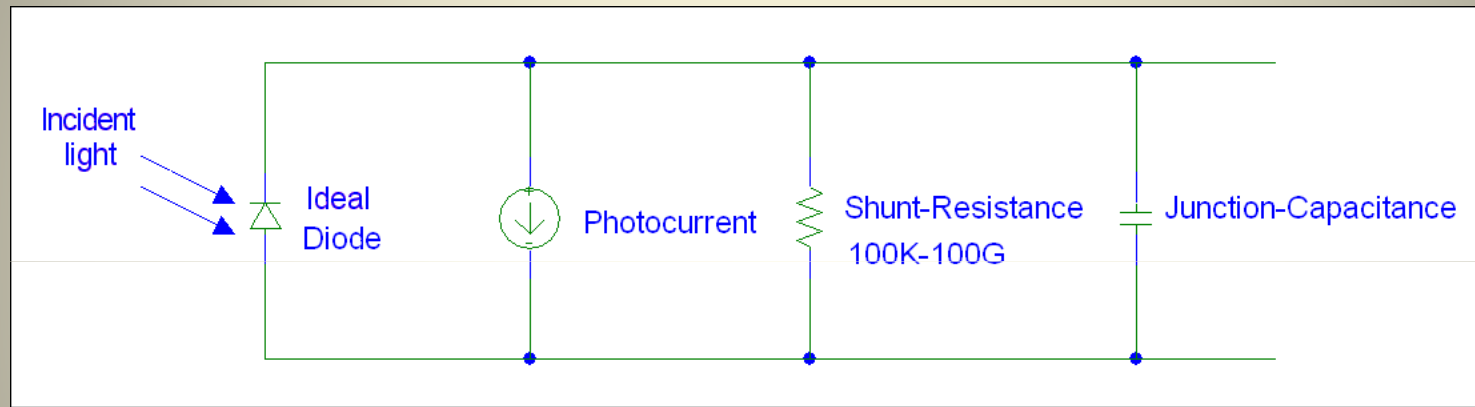 Incident
light
Ideal
Diode
Photocurrent
Shunt-Resistance
100K-100G
Junction-Capacitance